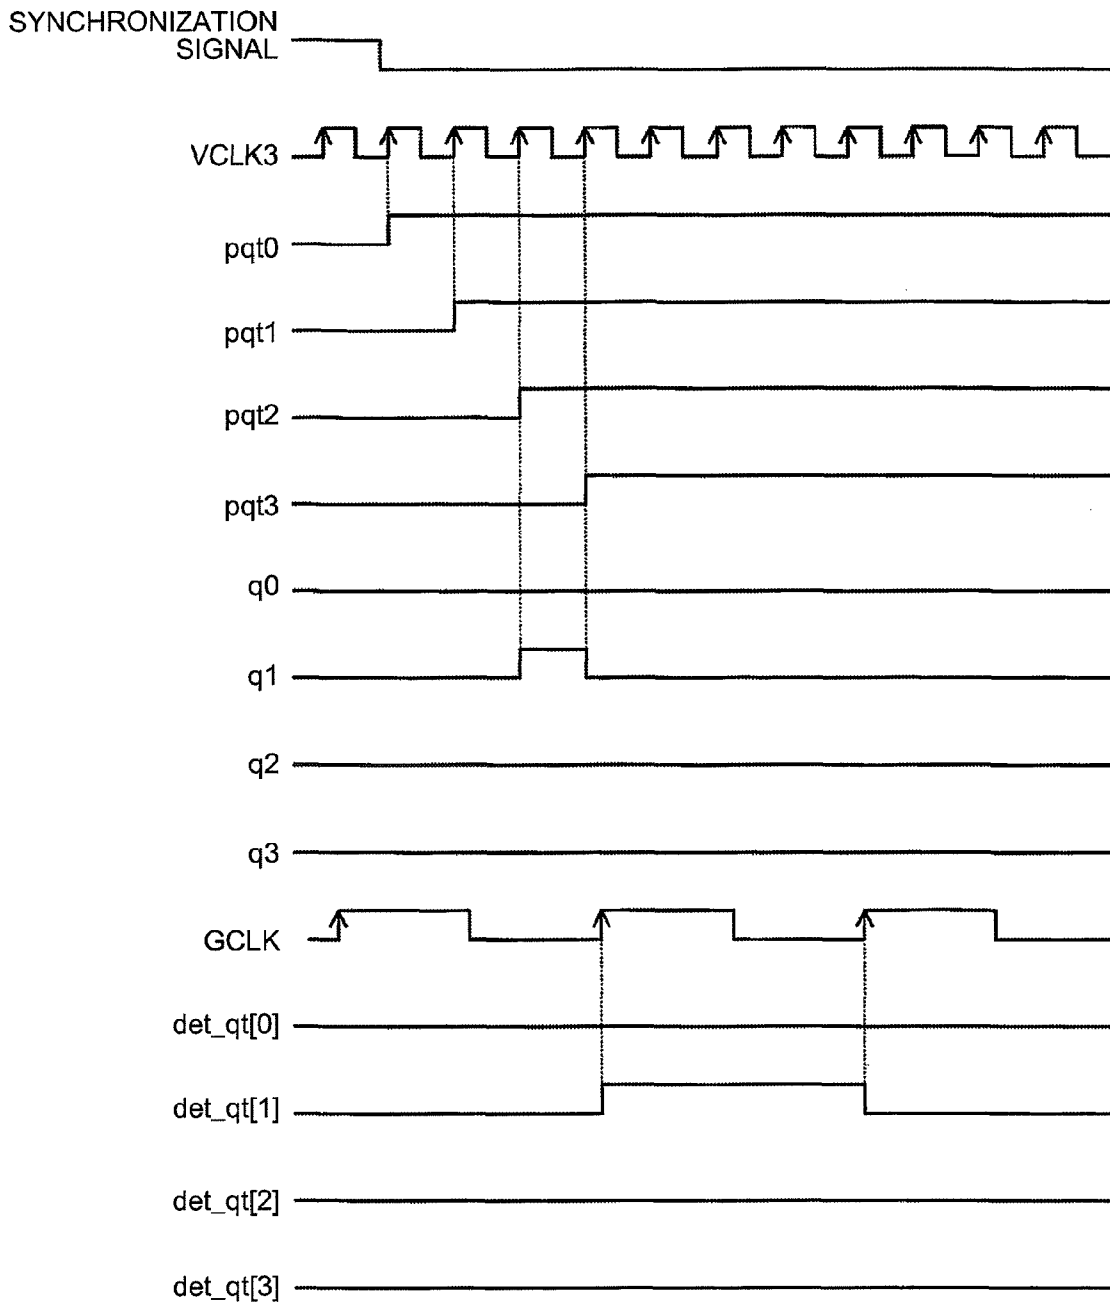 SYNCHRONIZATION
SIGNAL
VCLK3
pqt0
pqt1
pqt2
pqt3
q0
q1
q2
q3
GCLK
det_qt[0]
det_qt[1]
det_qt[2]
det_qt[3]